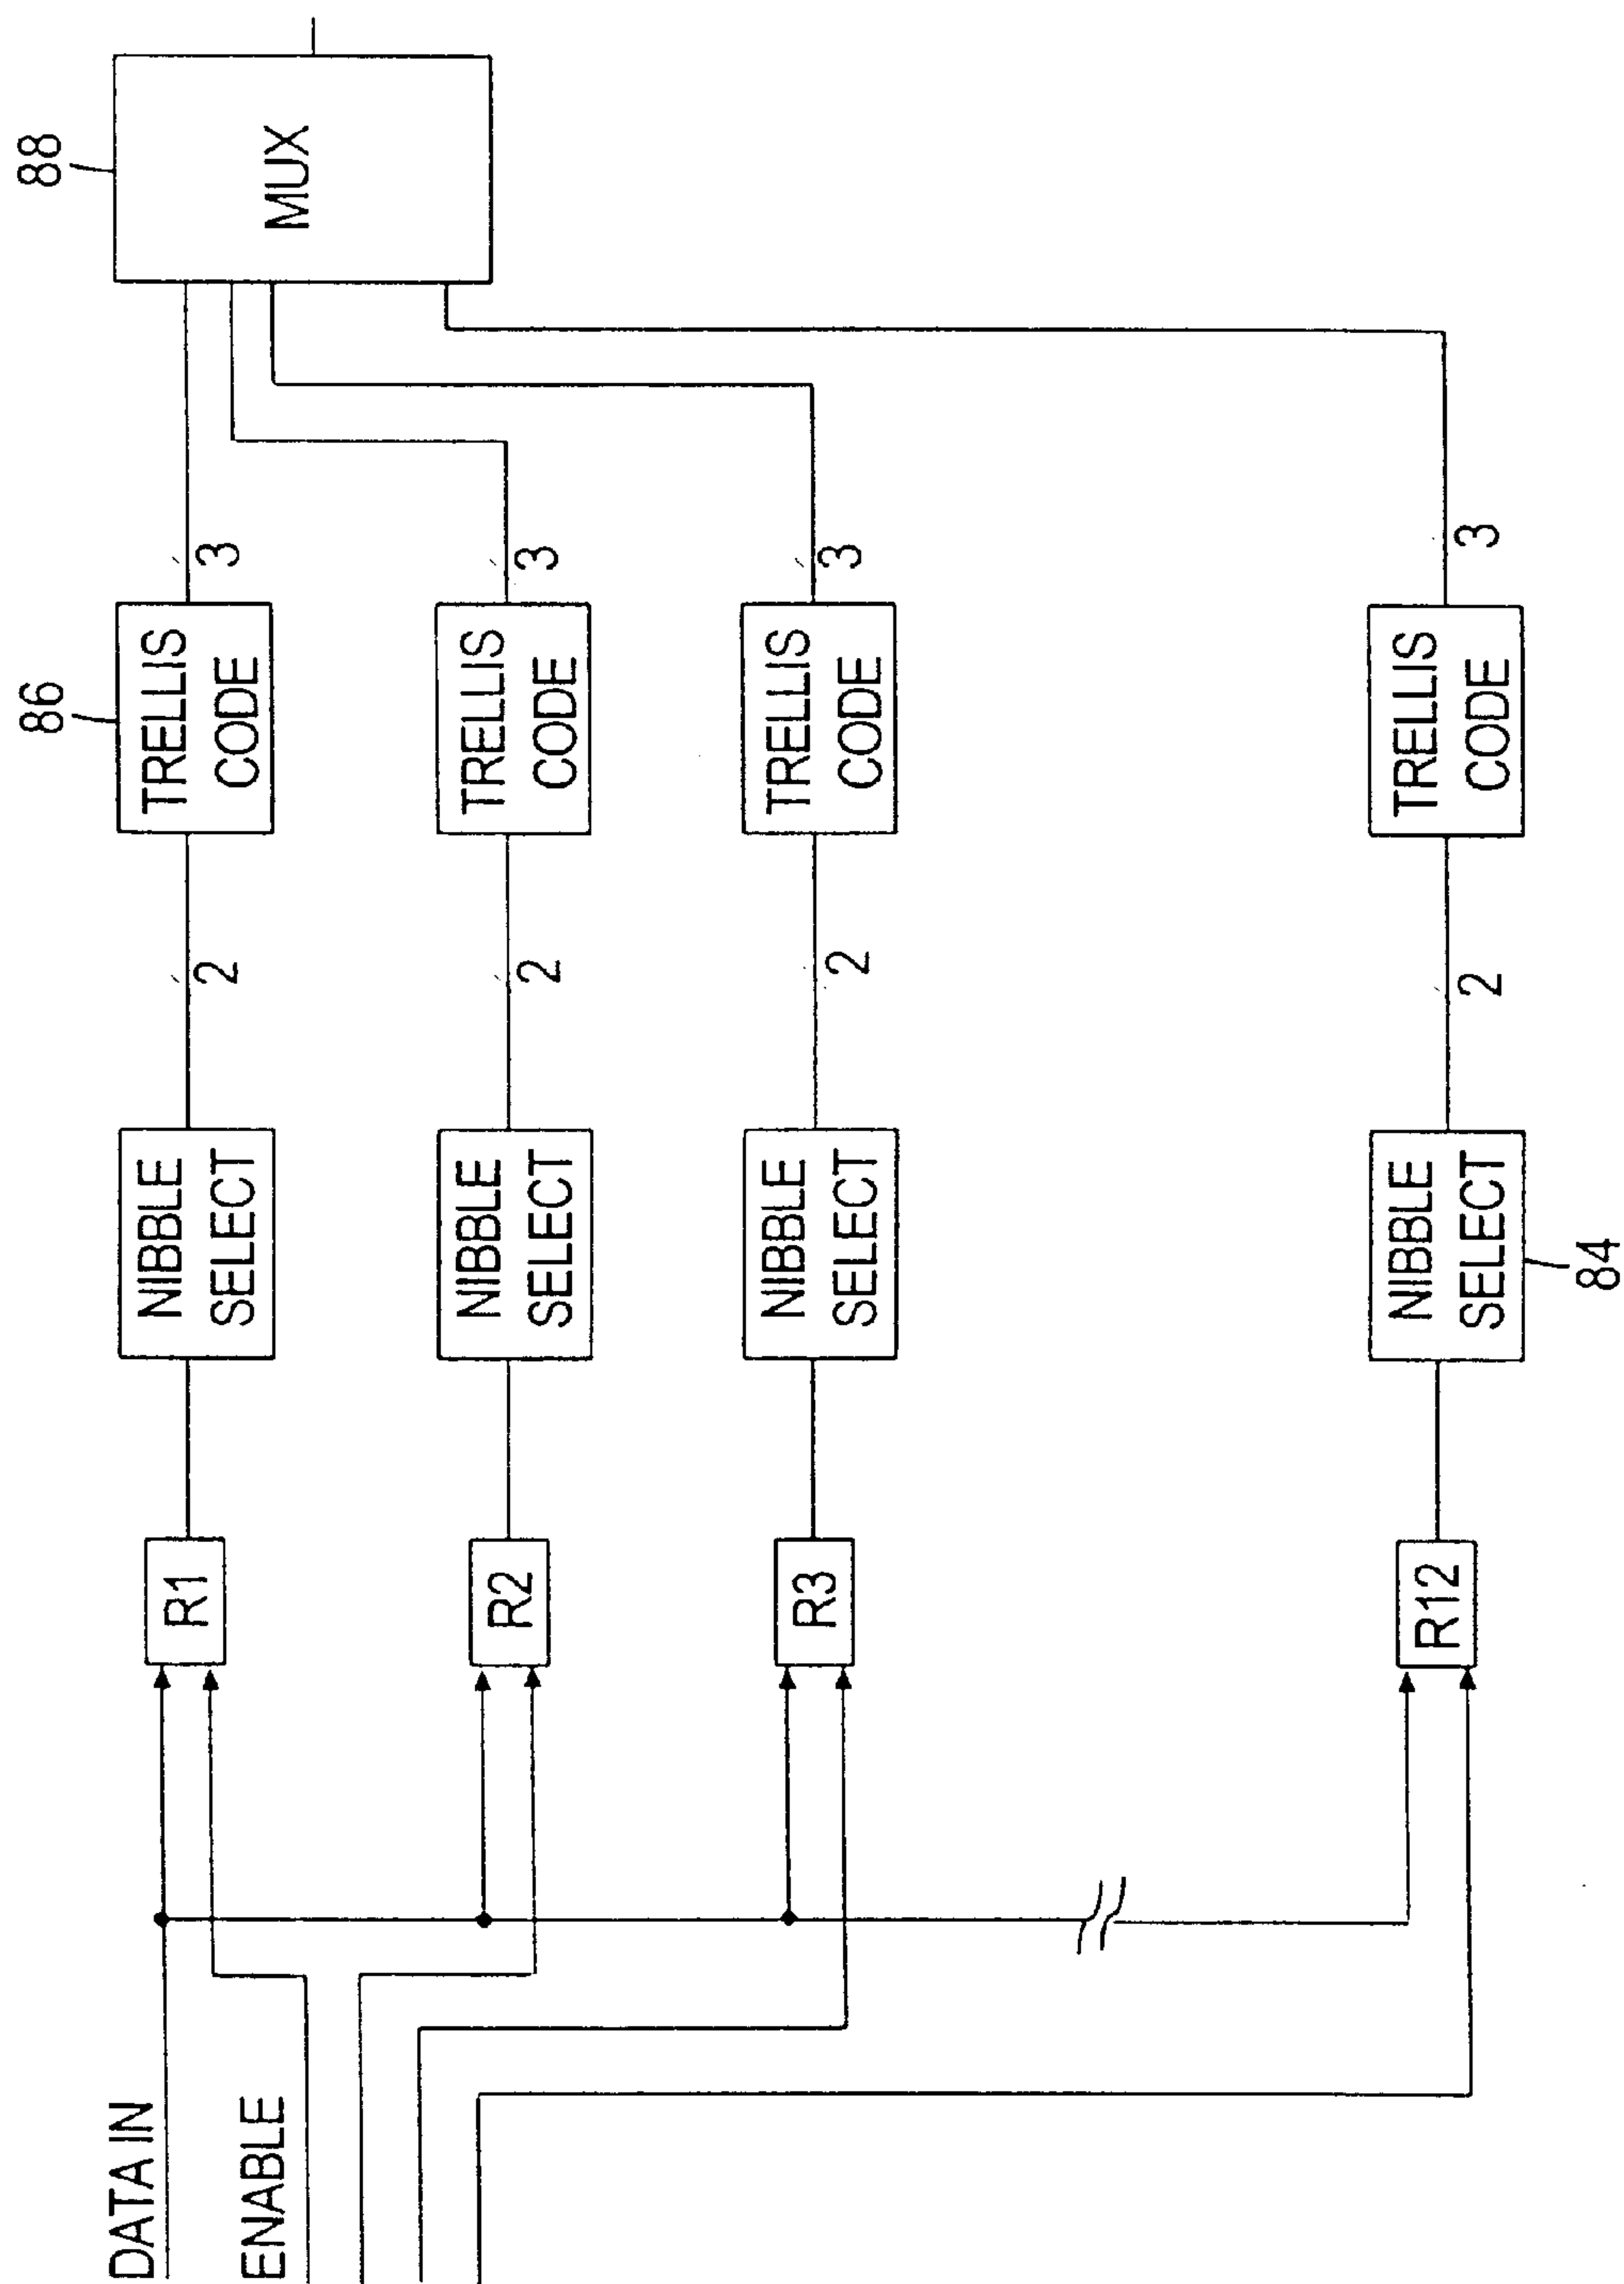 DATA IN
ENABLE
R1
NIBBLE
SELECT
2
86
TRELLIS
CODE
3
88
MUX
R2
NIBBLE
SELECT
2
TRELLIS
CODE
3
R3
NIBBLE
SELECT
2
TRELLIS
CODE
3
R12
NIBBLE
SELECT
84
2
TRELLIS
CODE
3